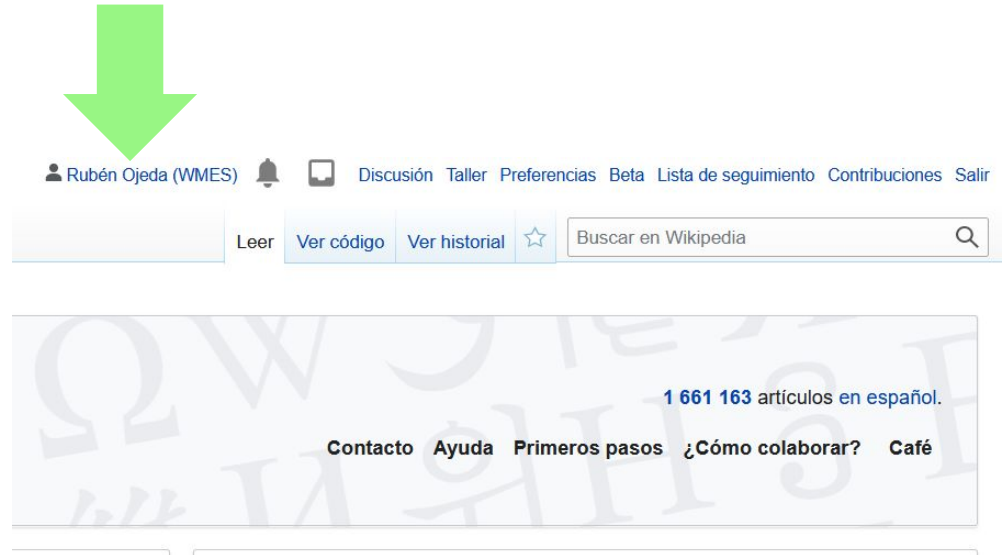 Rubén Ojeda (WMES) Discusión Taller Preferencias Beta Lista de seguimiento Contribuciones Salir
Leer Ver código Ver historial Buscar en Wikipedia
1 661 163 artículos en español.
Contacto Ayuda Primeros pasos ¿Cómo colaborar? Café